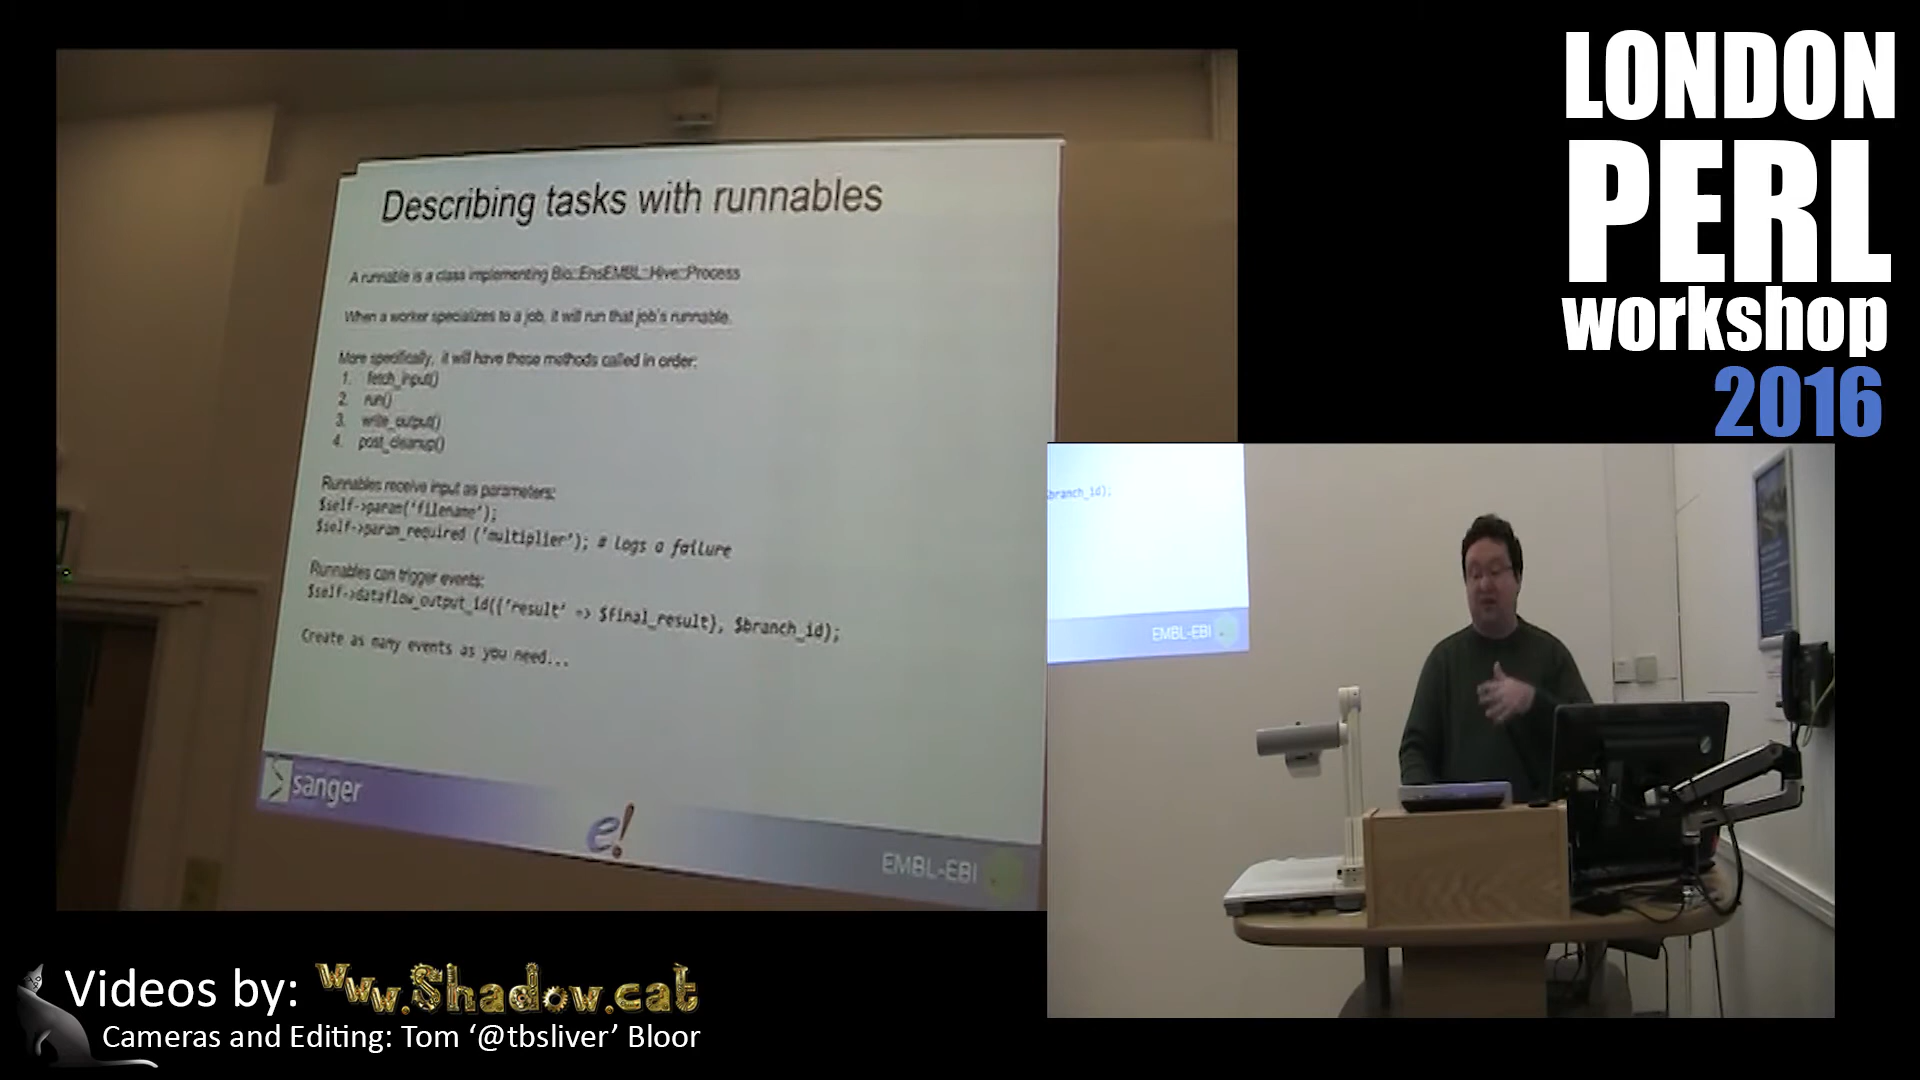 Describing tasks with runnables
A runnable is a class implementing Bio::EnsEMBL::Hive::Process
When a worker specializes to a job, it will run that job's runnable.
More specifically, it will have these methods called in order:
1. fetch_input()
2. run()
3. write_output()
4. post_cleanup()
Runnables receive input as parameters:
$self->param('filename');
$self->param_required ('multiplier'); # Logs a failure
Runnables can trigger events:
$self->dataflow_output_id({'result' => $final_result}, $branch_id);
Create as many events as you need...
sanger
e!
EMBL-EBI
LONDON
PERL
workshop
2016
$branch_id);
EMBL-EBI
Videos by: www.Shadow.cat
Cameras and Editing: Tom ‘@tbsliver’ Bloor